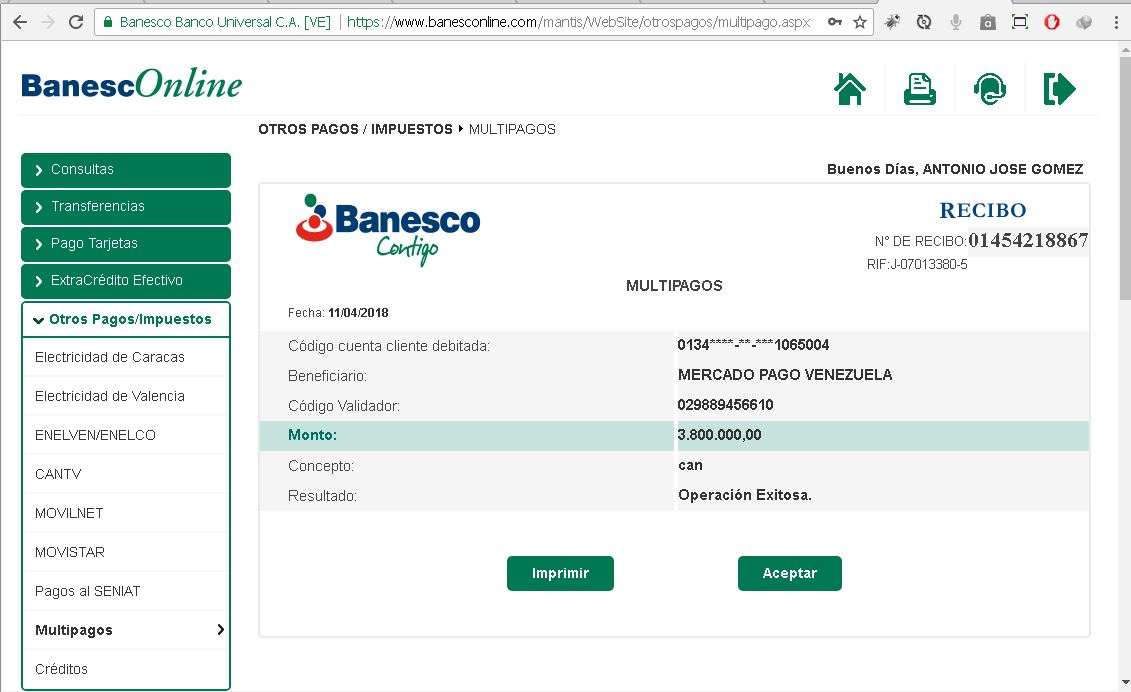 Banesco Banco Universal C.A. [VE] https://www.banesconline.com/mantis/WebSite/otrospagos/multipago.aspx
BanescOnline
OTROS PAGOS / IMPUESTOS MULTIPAGOS
Buenos Días, ANTONIO JOSE GOMEZ
Consultas
Transferencias
Pago Tarjetas
ExtraCrédito Efectivo
Otros Pagos/Impuestos
Electricidad de Caracas
Electricidad de Valencia
ENELVEN/ENELCO
CANTV
MOVILNET
MOVISTAR
Pagos al SENIAT
Multipagos
Créditos
Banesco
Contigo
RECIBO
N° DE RECIBO:01454218867
RIF:J-07013380-5
MULTIPAGOS
Fecha: 11/04/2018
Código cuenta cliente debitada: 0134****-**-***1065004
Beneficiario: MERCADO PAGO VENEZUELA
Código Validador: 029889456610
Monto: 3.800.000,00
Concepto: can
Resultado: Operación Exitosa.
Imprimir Aceptar